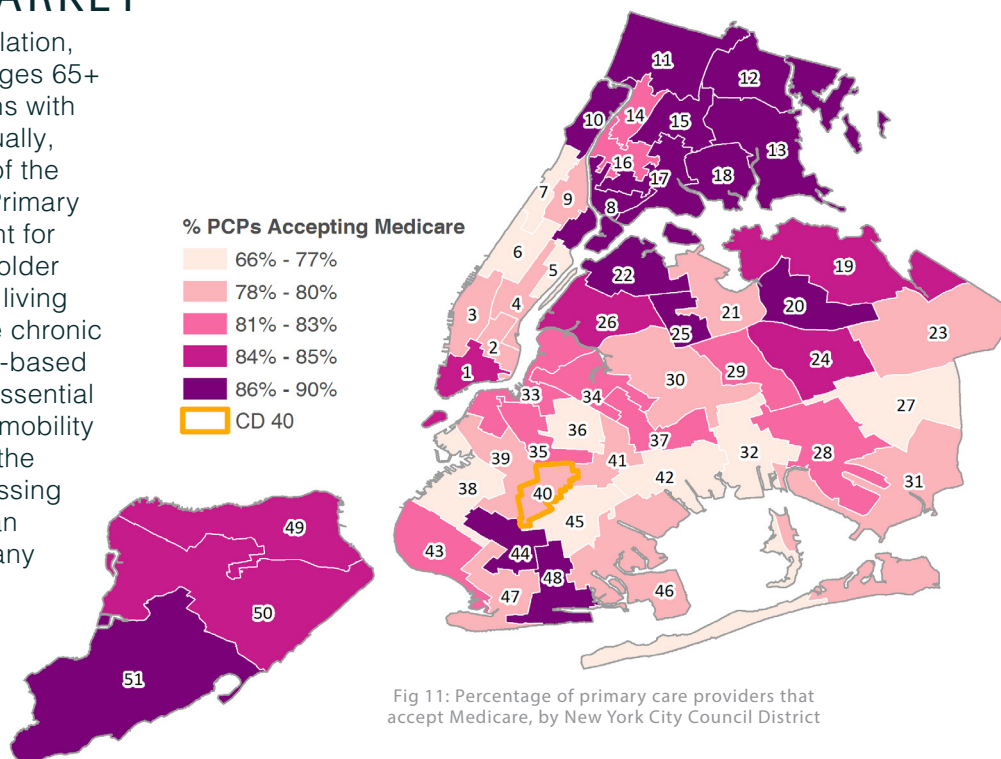 ARKET
lation,
ges 65+
ns with
ually,
of the
Primary
nt for
older
living
e chronic
-based
ssential
mobility
the
ssing
an
any
% PCPs Accepting Medicare
66% - 77%
78% - 80%
81% - 83%
84% - 85%
86% - 90%
CD 40
11
12
10
14
15
13
16
17
18
7
9
8
6
5
22
19
3
4
20
26
21
23
25
2
24
1
30
29
33
34
27
36
37
32
28
39
35
41
31
38
42
40
45
43
44
48
47
46
49
50
51
Fig 11: Percentage of primary care providers that
accept Medicare, by New York City Council District